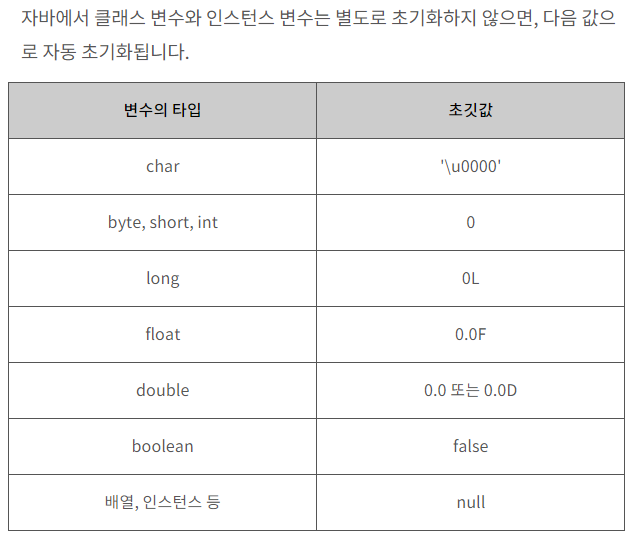 자바에서 클래스 변수와 인스턴스 변수는 별도로 초기화하지 않으면, 다음 값으
로 자동 초기화됩니다.
변수의 타입 초깃값
char '\u0000'
byte, short, int 0
long 0L
float 0.0F
double 0.0 또는 0.0D
boolean false
배열, 인스턴스 등 null